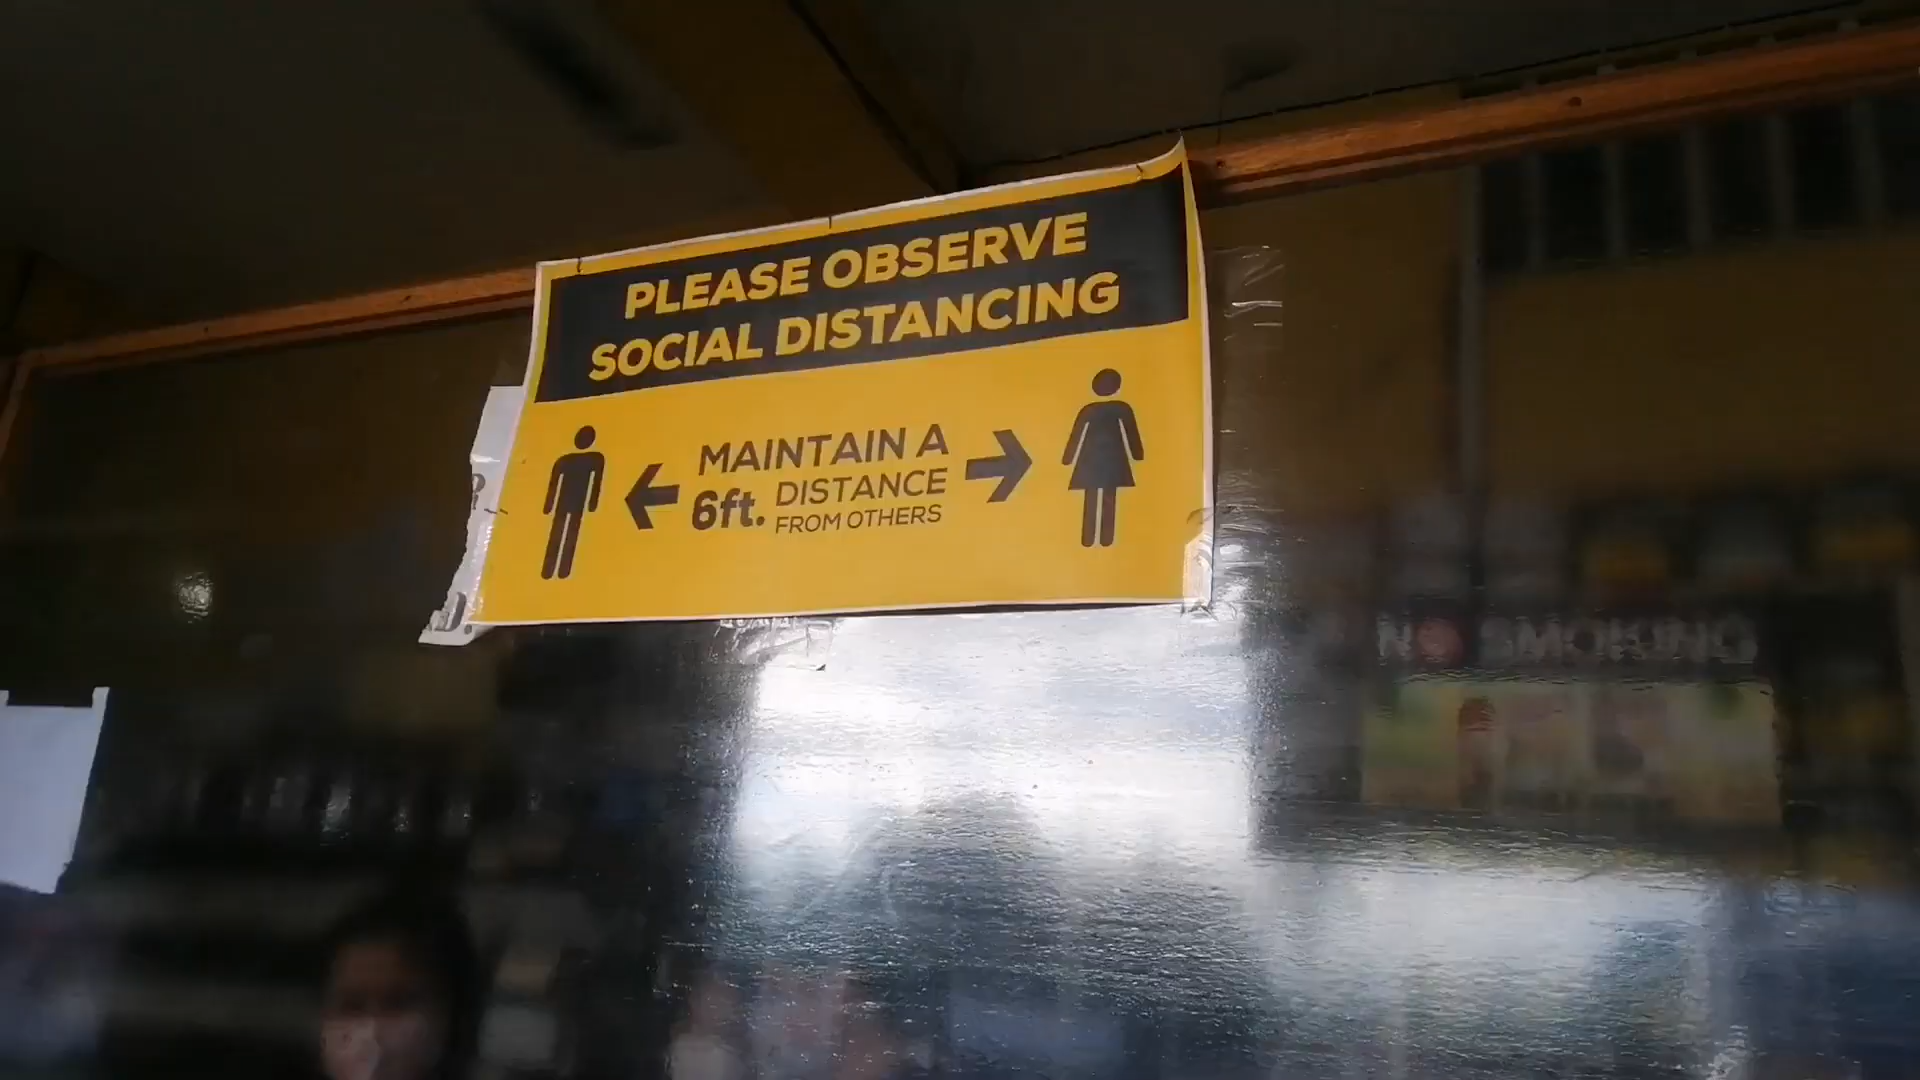 PLEASE OBSERVE
SOCIAL DISTANCING
MAINTAIN A
6ft. DISTANCE
FROM OTHERS
NO SMOKING